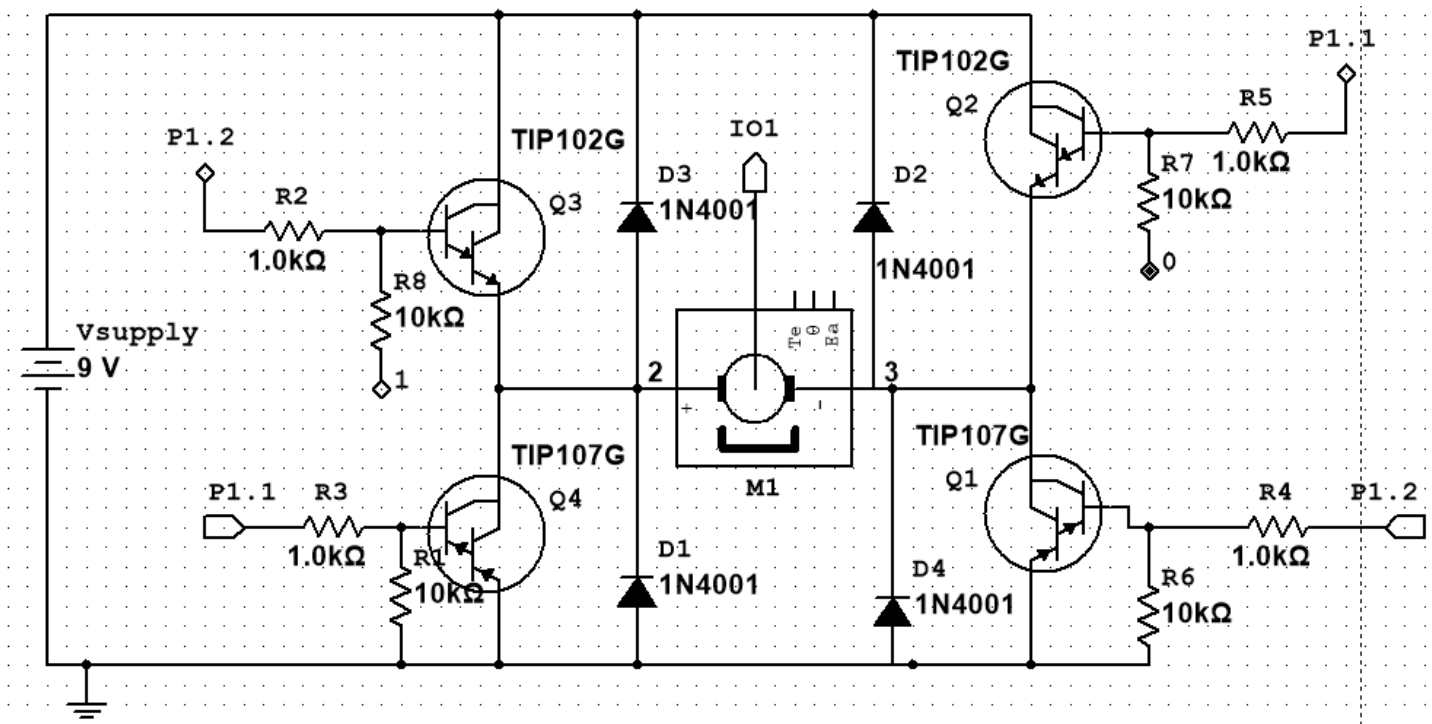 P1.1
TIP102G
Q2
R5
1.0kΩ
R7
10kΩ
0
IO1
P1.2
TIP102G
R2
Q3
1.0kΩ
R8
10kΩ
1
D3
1N4001
D2
1N4001
Vsupply
9 V
Te
θ
Ea
2
3
+
-
M1
TIP107G
Q4
P1.1
R3
1.0kΩ
R1
10kΩ
TIP107G
Q1
R4
P1.2
1.0kΩ
R6
10kΩ
D1
1N4001
D4
1N4001